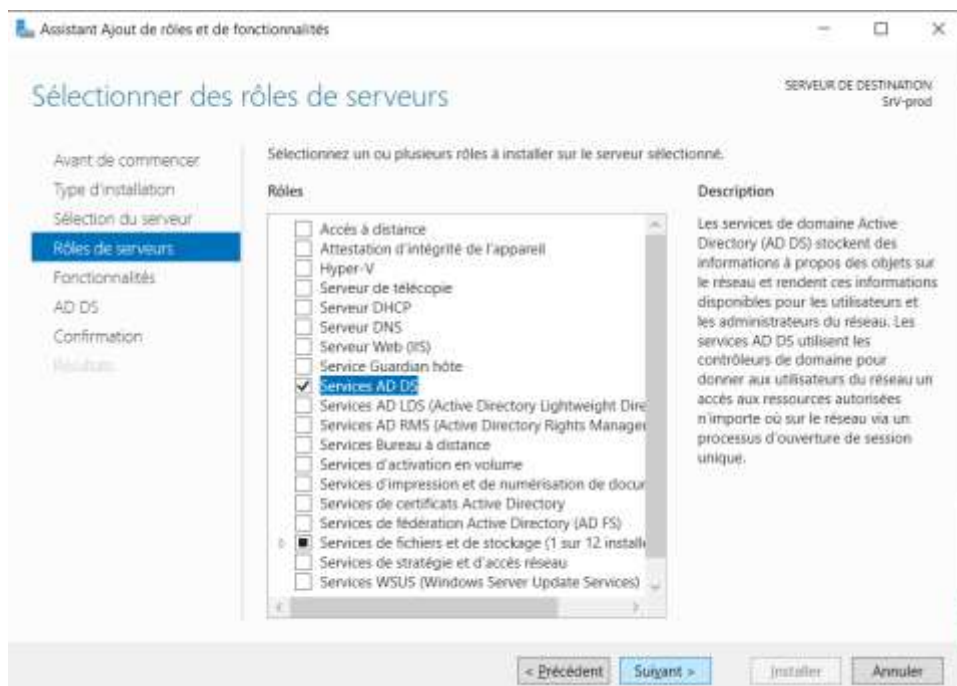 Assistant Ajout de rôles et de fonctionnalités
Sélectionner des rôles de serveurs
SERVEUR DE DESTINATION
SrV-prod
Avant de commencer
Type d'installation
Sélection du serveur
Rôles de serveurs
Fonctionnalités
AD DS
Confirmation
Résultats
Sélectionnez un ou plusieurs rôles à installer sur le serveur sélectionné.
Rôles
Accès à distance
Attestation d'intégrité de l'appareil
Hyper-V
Serveur de télécopie
Serveur DHCP
Serveur DNS
Serveur Web (IIS)
Service Guardian hôte
Services AD DS
Services AD LDS (Active Directory Lightweight Dire
Services AD RMS (Active Directory Rights Manager
Services Bureau à distance
Services d'activation en volume
Services d'impression et de numérisation de docur
Services de certificats Active Directory
Services de fédération Active Directory (AD FS)
Services de fichiers et de stockage (1 sur 12 installé
Services de stratégie et d'accès réseau
Services WSUS (Windows Server Update Services)
Description
Les services de domaine Active
Directory (AD DS) stockent des
informations à propos des objets sur
le réseau et rendent ces informations
disponibles pour les utilisateurs et
les administrateurs du réseau. Les
services AD DS utilisent les
contrôleurs de domaine pour
donner aux utilisateurs du réseau un
accès aux ressources autorisées
n'importe où sur le réseau via un
processus d'ouverture de session
unique.
< Précédent
Suivant >
Installer
Annuler